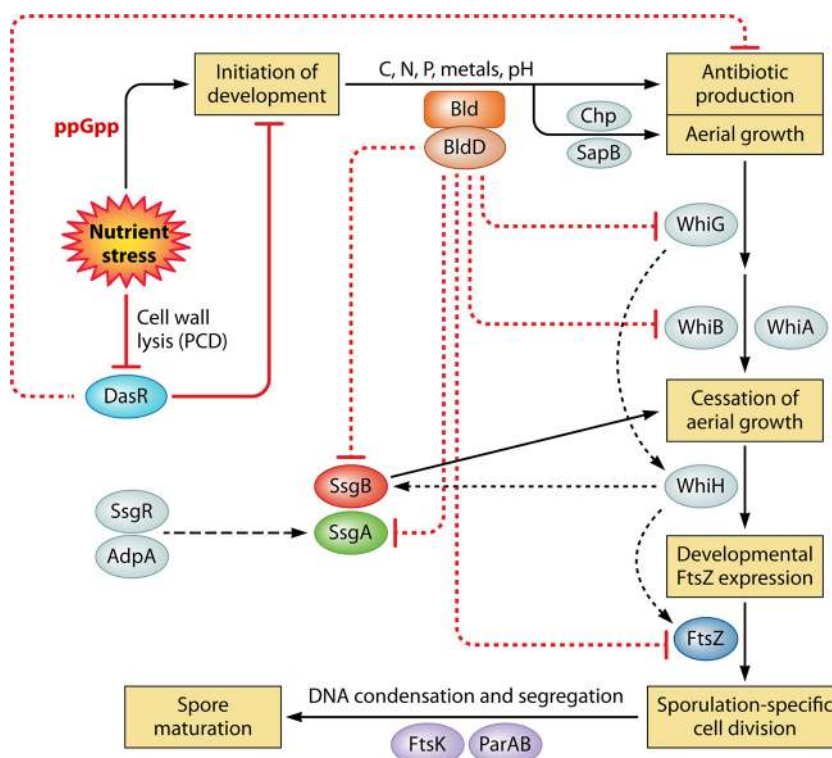 Initiation of
development
C, N, P, metals, pH
Antibiotic
production
Aerial growth
Bld
BldD
Chp
SapB
ppGpp
Nutrient
stress
WhiG
Cell wall
lysis (PCD)
WhiB
WhiA
DasR
Cessation of
aerial growth
SsgB
WhiH
SsgR
SsgA
AdpA
Developmental
FtsZ expression
FtsZ
Spore
maturation
DNA condensation and segregation
Sporulation-specific
cell division
FtsK
ParAB